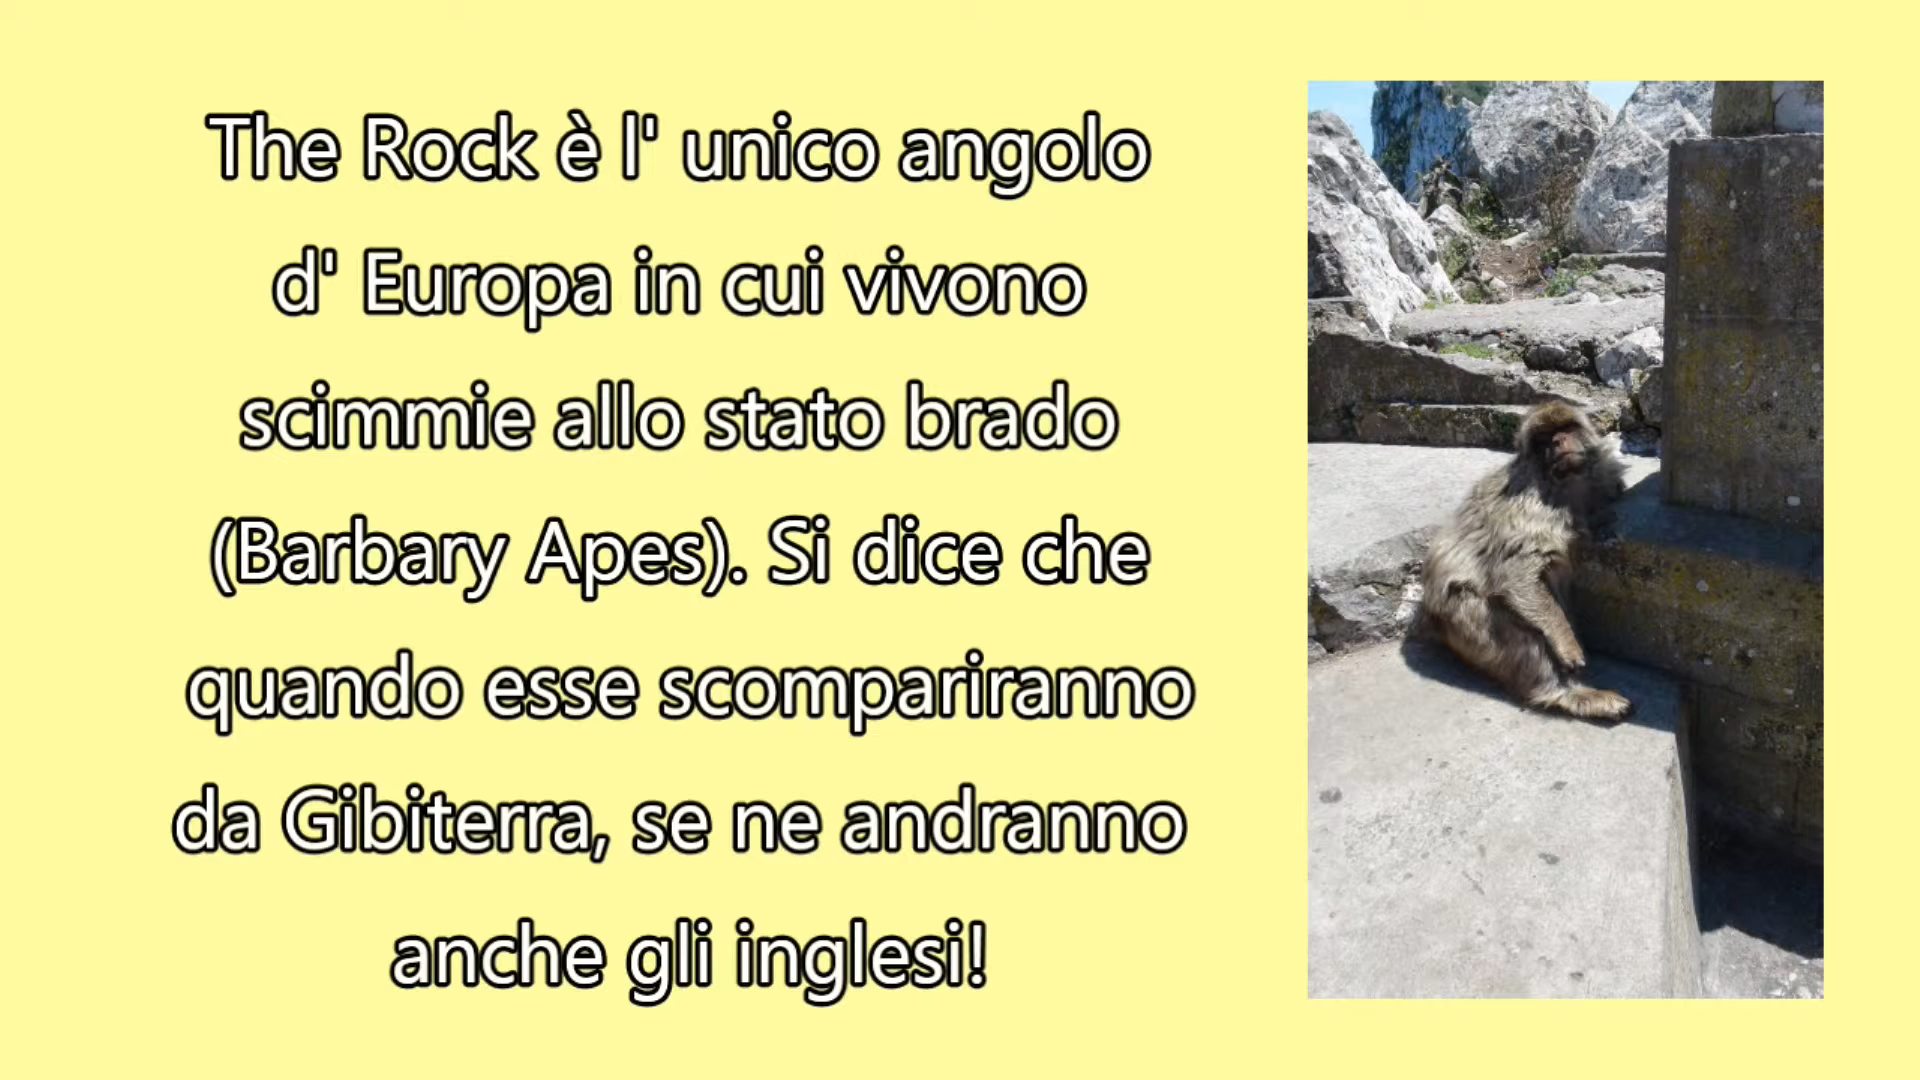 The Rock è l' unico angolo
d' Europa in cui vivono
scimmie allo stato brado
(Barbary Apes). Si dice che
quando esse scompariranno
da Gibiterra, se ne andranno
anche gli inglesi!